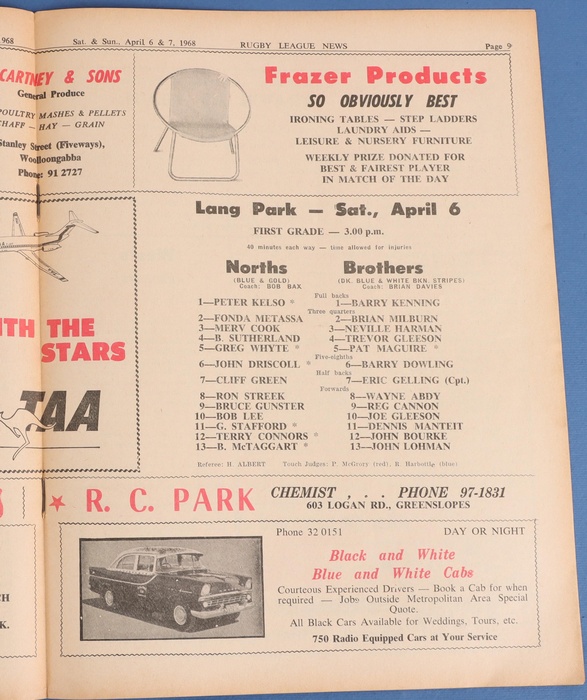 968
Sat. & Sun., April 6 & 7, 1968
RUGBY LEAGUE NEWS
Page 9
CARTNEY & SONS
General Produce
POULTRY MASHES & PELLETS
CHAFF — HAY — GRAIN
Stanley Street (Fiveways),
Woolloongabba
Phone: 91 2727
ITH THE
STARS
TAA
Frazer Products
SO OBVIOUSLY BEST
IRONING TABLES — STEP LADDERS
LAUNDRY AIDS —
LEISURE & NURSERY FURNITURE
WEEKLY PRIZE DONATED FOR
BEST & FAIREST PLAYER
IN MATCH OF THE DAY
Lang Park — Sat., April 6
FIRST GRADE — 3.00 p.m.
40 minutes each way — time allowed for injuries
Norths Brothers
(BLUE & GOLD) (DK. BLUE & WHITE BKN. STRIPES)
Coach: BOB BAX Coach: BRIAN DAVIES
Full backs
1—PETER KELSO * 1—BARRY KENNING
Three quarters
2—FONDA METASSA 2—BRIAN MILBURN
3—MERV COOK 3—NEVILLE HARMAN
4—B. SUTHERLAND 4—TREVOR GLEESON
5—GREG WHYTE * 5—PAT MAGUIRE *
Five-eighths
6—JOHN DRISCOLL * 6—BARRY DOWLING
Half backs
7—CLIFF GREEN 7—ERIC GELLING (Cpt.)
Forwards
8—RON STREEK 8—WAYNE ABDY
9—BRUCE GUNSTER 9—REG CANNON
10—BOB LEE 10—JOE GLEESON
11—G. STAFFORD * 11—DENNIS MANTEIT
12—TERRY CONNORS * 12—JOHN BOURKE
13—B. McTAGGART * 13—JOHN LOHMAN
Referee: H. ALBERT Touch Judges: P. McGrory (red), R. Harbottle (blue)
R. C. PARK
CHEMIST . . . PHONE 97-1831
603 LOGAN RD., GREENSLOPES
CH
K.
Phone 32 0151 DAY OR NIGHT
Black and White
Blue and White Cabs
Courteous Experienced Drivers — Book a Cab for when
required — Jobs Outside Metropolitan Area Special
Quote.
All Black Cars Available for Weddings, Tours, etc.
750 Radio Equipped Cars at Your Service